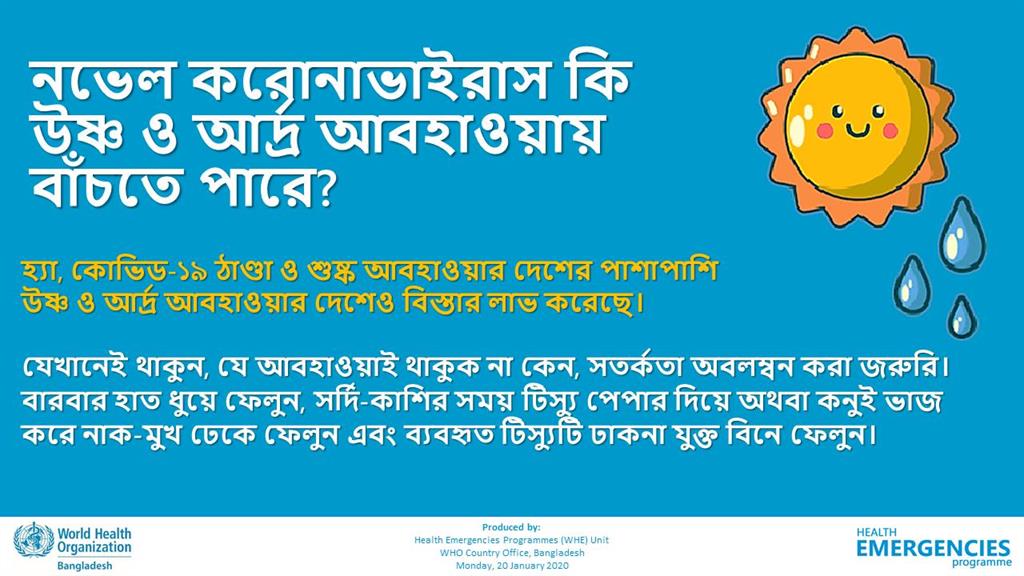 নভেল করোনাভাইরাস কি
উষ্ণ ও আর্দ্র আবহাওয়ায়
বাঁচতে পারে?
হ্যা, কোভিড-১৯ ঠাণ্ডা ও শুষ্ক আবহাওয়ার দেশের পাশাপাশি
উষ্ণ ও আর্দ্র আবহাওয়ার দেশেও বিস্তার লাভ করেছে।
যেখানেই থাকুন, যে আবহাওয়াই থাকুক না কেন, সতর্কতা অবলম্বন করা জরুরি।
বারবার হাত ধুয়ে ফেলুন, সর্দি-কাশির সময় টিস্যু পেপার দিয়ে অথবা কনুই ভাজ
করে নাক-মুখ ঢেকে ফেলুন এবং ব্যবহৃত টিস্যুটি ঢাকনা যুক্ত বিনে ফেলুন।
World Health
Organization
Bangladesh
Produced by:
Health Emergencies Programmes (WHE) Unit
WHO Country Office, Bangladesh
Monday, 20 January 2020
HEALTH
EMERGENCIES
programme